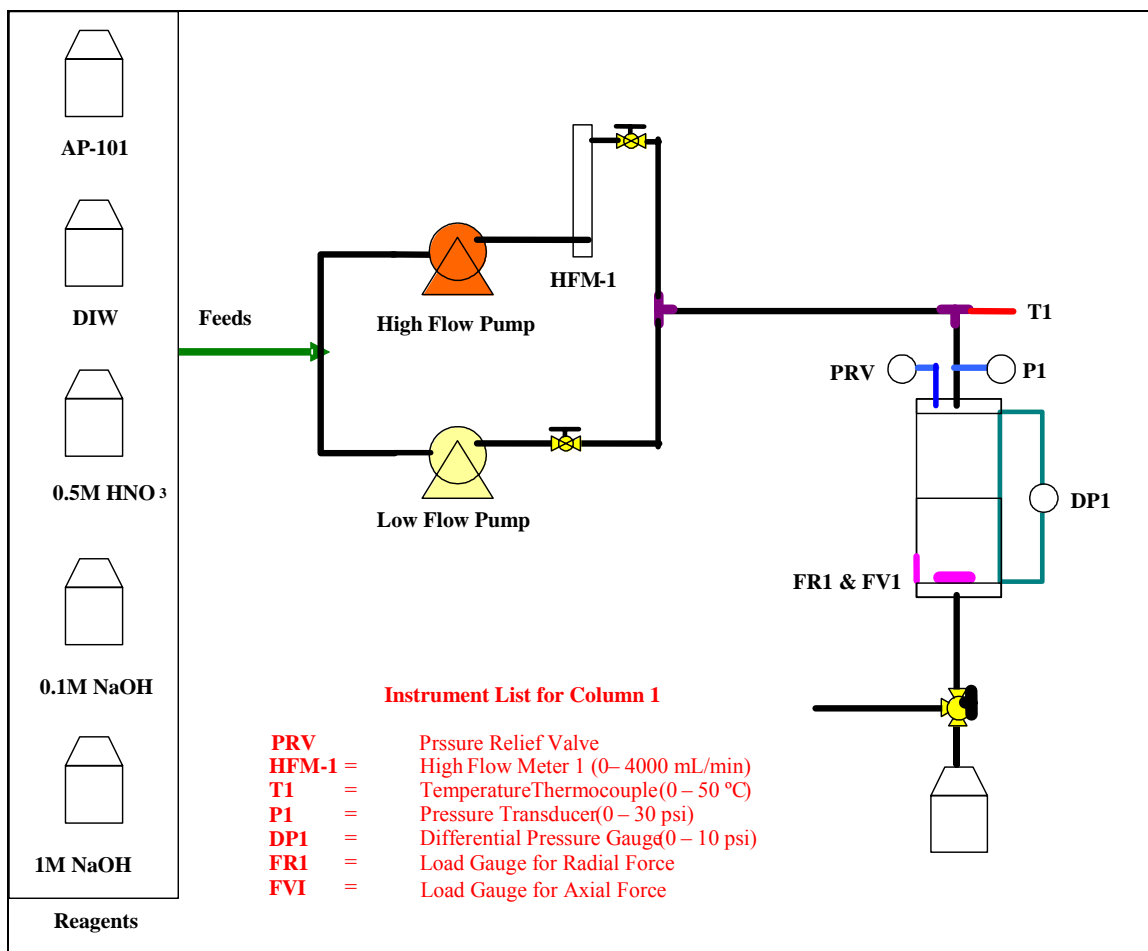 AP-101
DIW
0.5M HNO 3
0.1M NaOH
1M NaOH
Reagents
Feeds
High Flow Pump
HFM-1
Low Flow Pump
T1
PRV
P1
DP1
FR1 & FV1
Instrument List for Column 1
PRV Prssure Relief Valve
HFM-1 = High Flow Meter 1 (0– 4000 mL/min)
T1 = TemperatureThermocouple (0 – 50 ºC)
P1 = Pressure Transducer(0 – 30 psi)
DP1 = Differential Pressure Gauge(0 – 10 psi)
FR1 = Load Gauge for Radial Force
FVI = Load Gauge for Axial Force